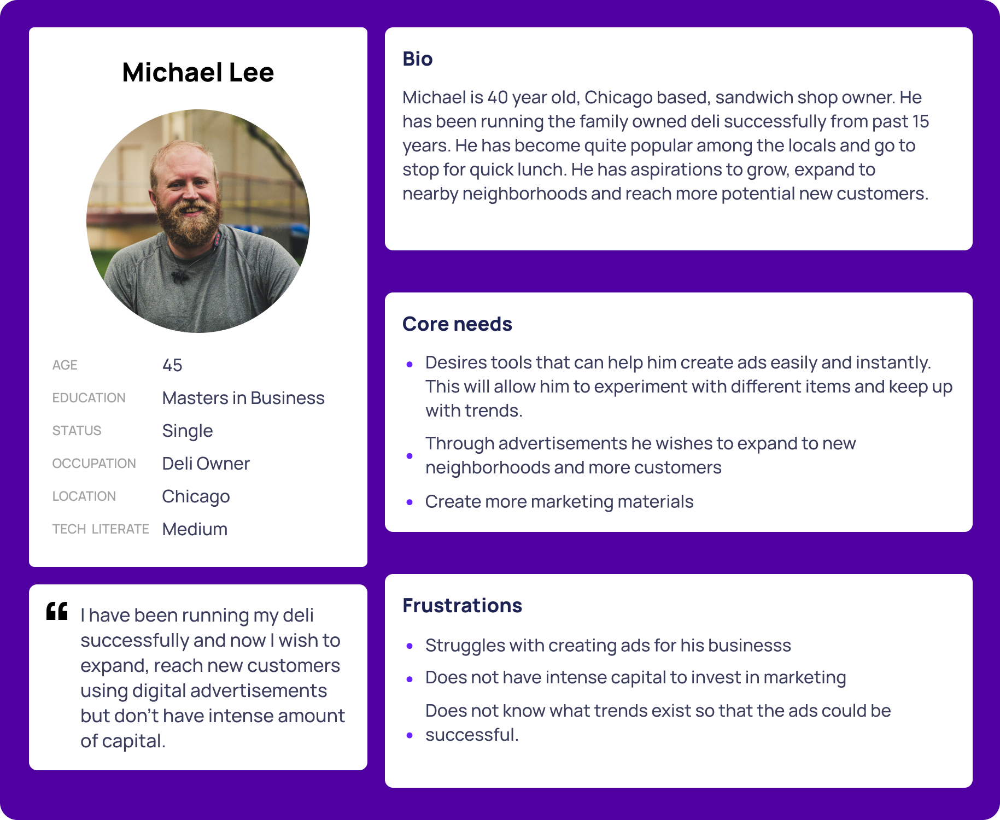 Michael Lee
AGE 45
EDUCATION Masters in Business
STATUS Single
OCCUPATION Deli Owner
LOCATION Chicago
TECH LITERATE Medium
“ I have been running my deli
successfully and now I wish to
expand, reach new customers
using digital advertisements
but don’t have intense amount
of capital.
Bio
Michael is 40 year old, Chicago based, sandwich shop owner. He
has been running the family owned deli successfully from past 15
years. He has become quite popular among the locals and go to
stop for quick lunch. He has aspirations to grow, expand to
nearby neighborhoods and reach more potential new customers.
Core needs
• Desires tools that can help him create ads easily and instantly.
This will allow him to experiment with different items and keep up
with trends.
• Through advertisements he wishes to expand to new
neighborhoods and more customers
• Create more marketing materials
Frustrations
• Struggles with creating ads for his businesss
• Does not have intense capital to invest in marketing
• Does not know what trends exist so that the ads could be
successful.